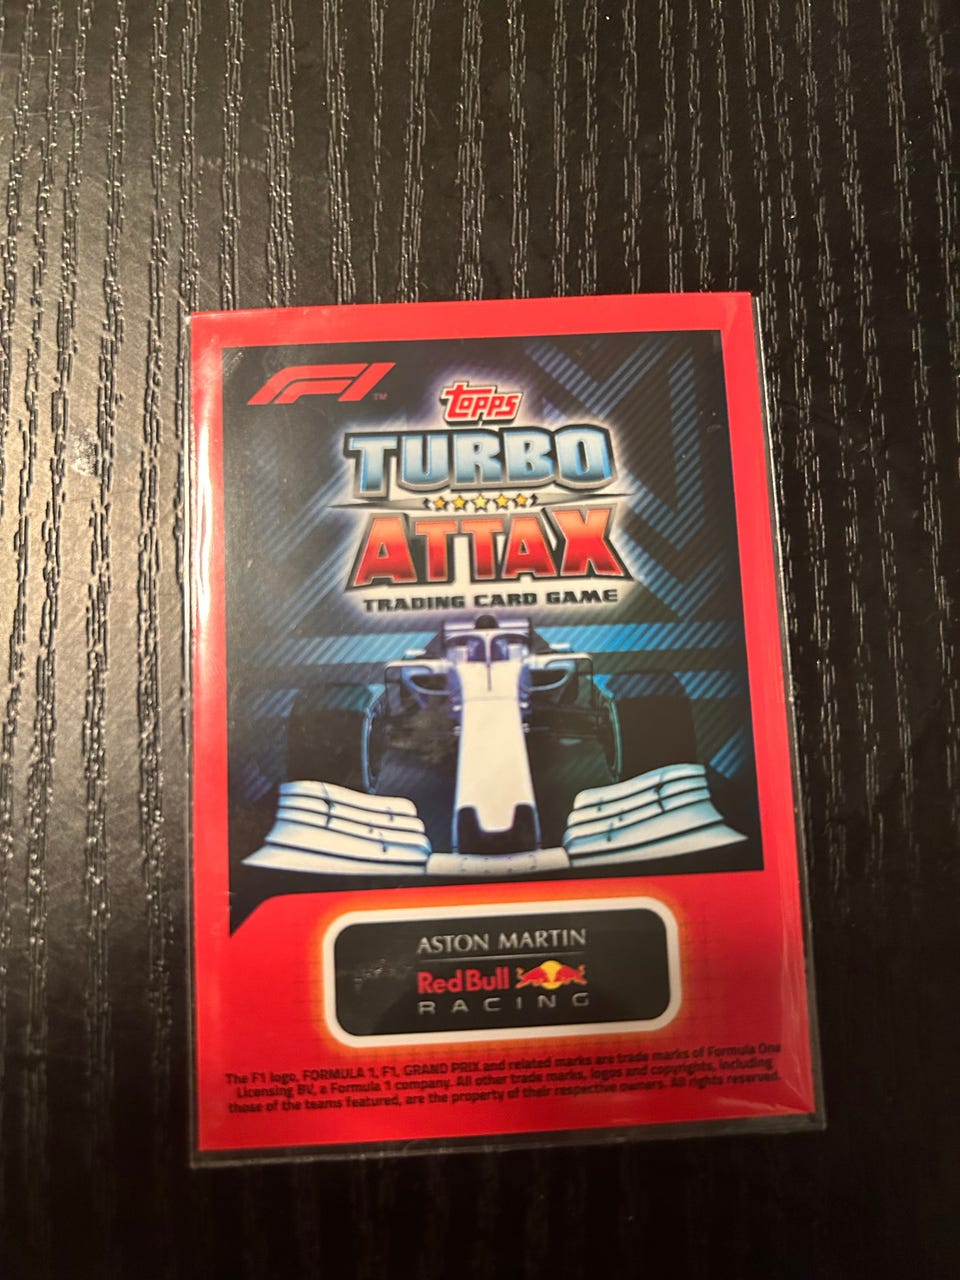 F1™
topps
TURBO
ATTAX
TRADING CARD GAME
ASTON MARTIN
Red Bull
RACING
The F1 logo, FORMULA 1, F1, GRAND PRIX and related marks are trade marks of Formula One
Licensing BV, a Formula 1 company. All other trade marks, logos and copyrights, including
those of the teams featured, are the property of their respective owners. All rights reserved.